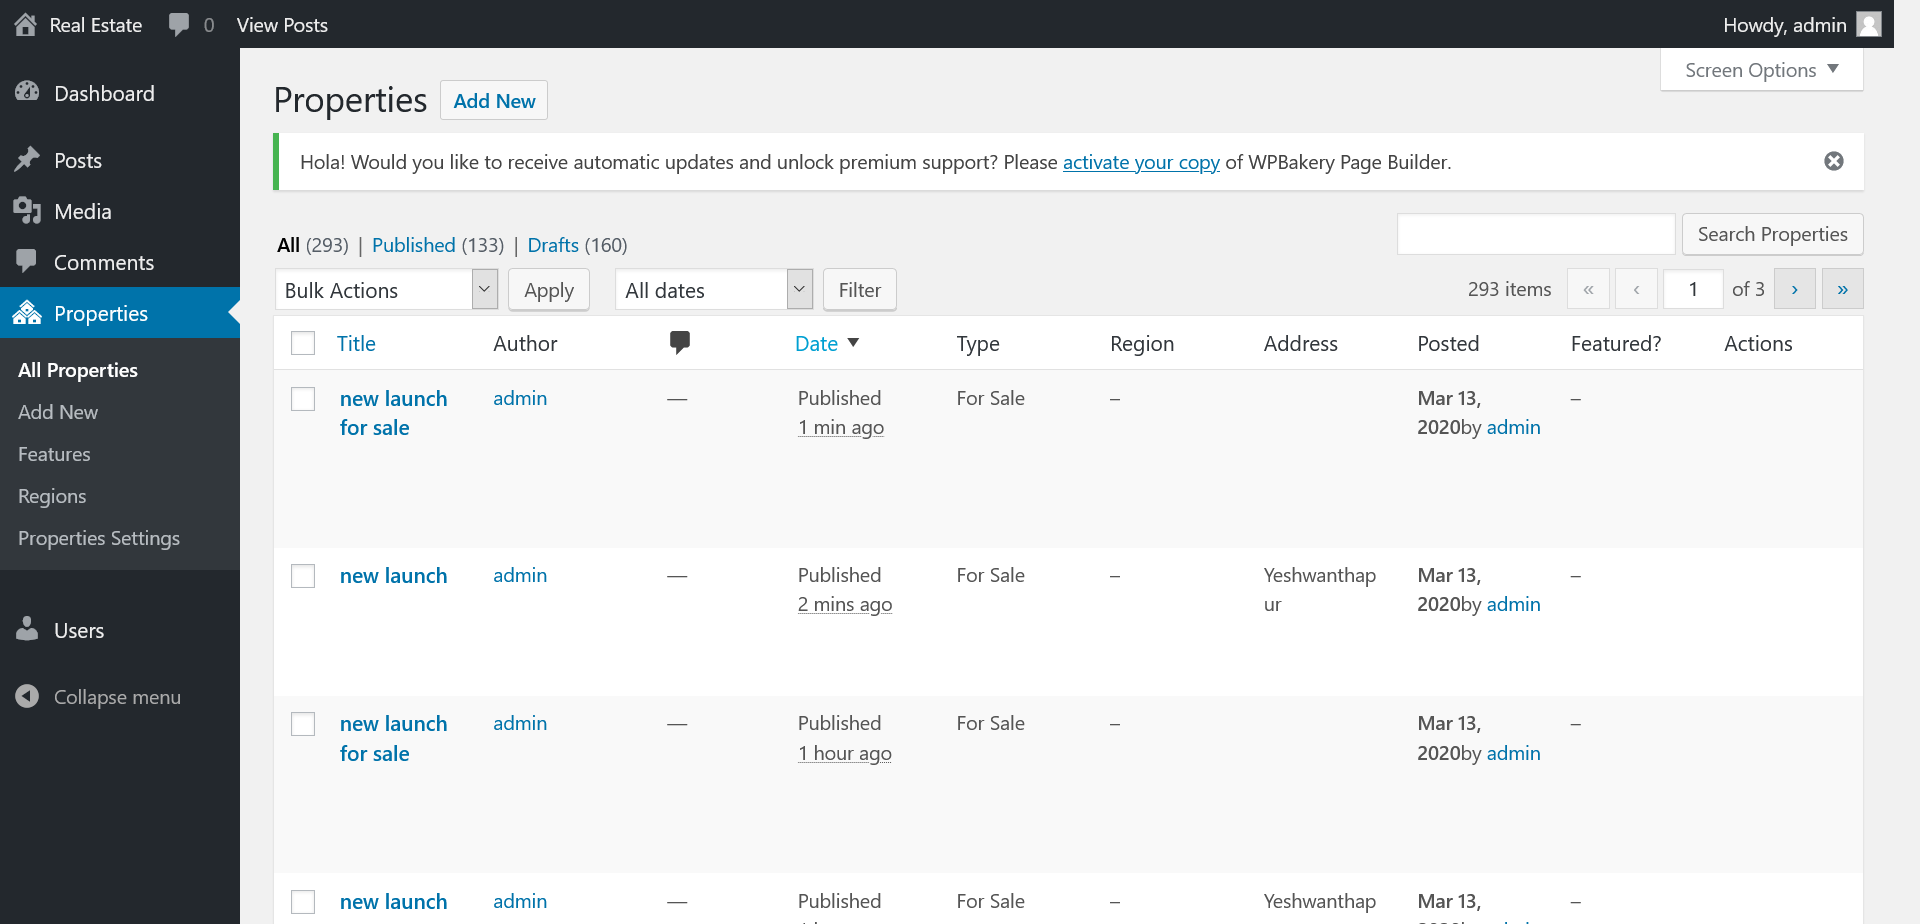 Real Estate 0 View Posts Howdy, admin
Screen Options
Dashboard
Posts
Media
Comments
Properties
All Properties
Add New
Features
Regions
Properties Settings
Users
Collapse menu
Properties Add New
Hola! Would you like to receive automatic updates and unlock premium support? Please activate your copy of WPBakery Page Builder.
All (293) | Published (133) | Drafts (160)
Search Properties
Bulk Actions Apply All dates Filter
293 items « ‹ 1 of 3 › »
Title Author Date Type Region Address Posted Featured? Actions
new launch admin — Published For Sale – Mar 13, –
for sale 1 min ago 2020by admin
new launch admin — Published For Sale – Yeshwanthap Mar 13, –
2 mins ago ur 2020by admin
new launch admin — Published For Sale – Mar 13, –
for sale 1 hour ago 2020by admin
new launch admin — Published For Sale – Yeshwanthap Mar 13, –